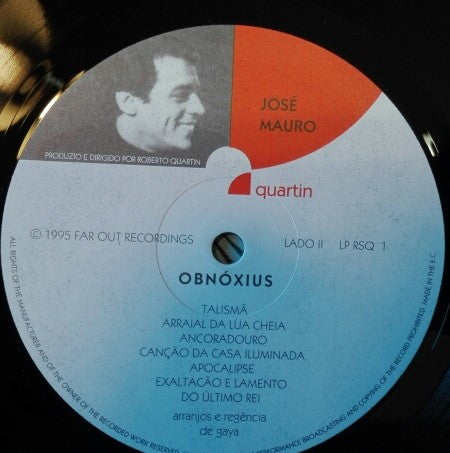 JOSÉ
MAURO
PRODUZIO E DIRIGIDO POR ROBERTO QUARTIN
quartin
© 1995 FAR OUT RECORDINGS
LADO II LP RSQ 1
OBNÓXIUS
TALISMÃ
ARRAIAL DA LUA CHEIA
ANCORADOURO
CANÇÃO DA CASA ILUMINADA
APOCALIPSE
EXALTACÃO E LAMENTO
DO ÚLTIMO REI
arranjos e regência
de gaya
ALL RIGHTS OF THE MANUFACTURER AND OF THE OWNER OF THE RECORDED WORK RESERVED
PERFORMANCE BROADCASTING AND COPYING OF THE RECORD PROHIBITED MADE IN THE E.C.